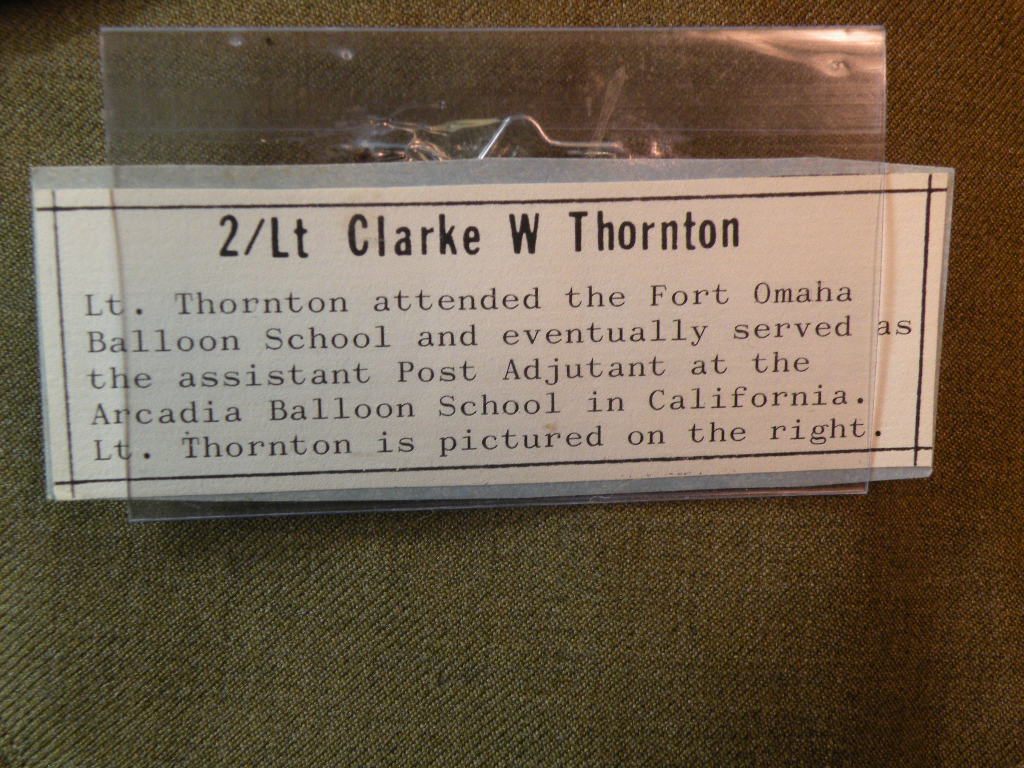 2/Lt Clarke W Thornton
Lt. Thornton attended the Fort Omaha
Balloon School and eventually served as
the assistant Post Adjutant at the
Arcadia Balloon School in California.
Lt. Thornton is pictured on the right.